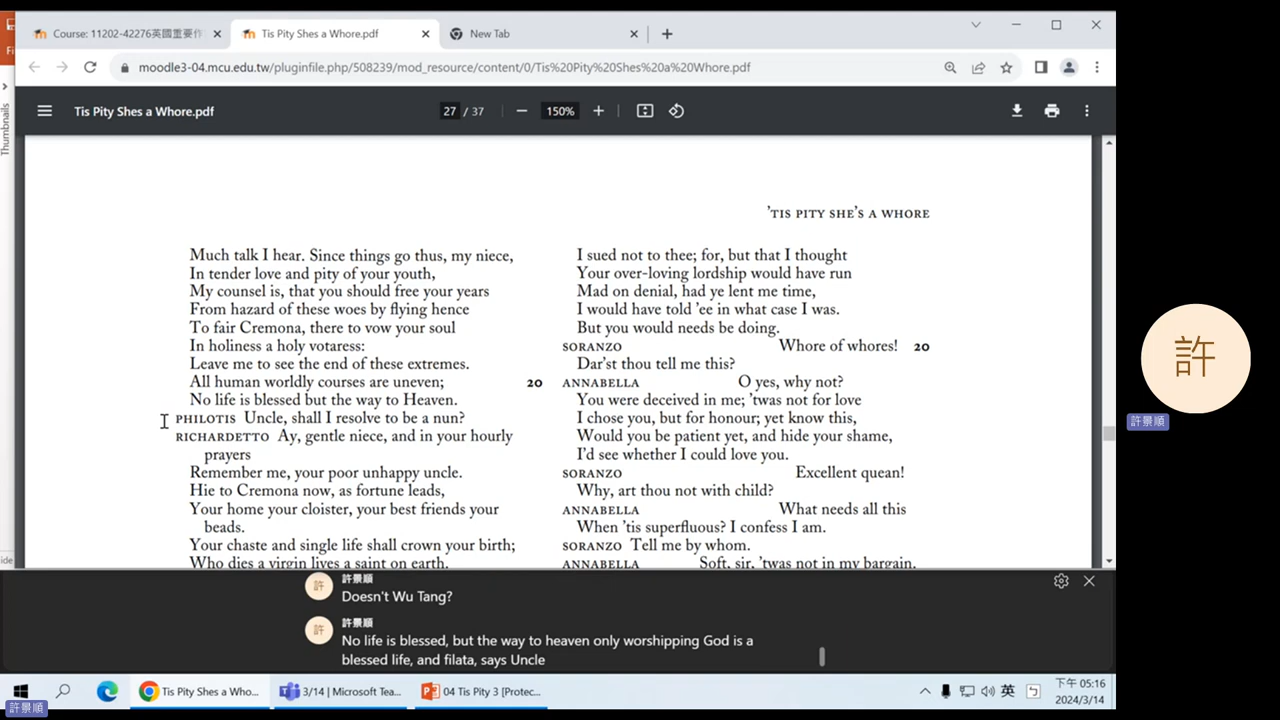 Course: 11202-42276英國重要作
Tis Pity Shes a Whore.pdf
New Tab
moodle3-04.mcu.edu.tw/pluginfile.php/508239/mod_resource/content/0/Tis%20Pity%20Shes%20a%20Whore.pdf
Thumbnails
Tis Pity Shes a Whore.pdf
27 / 37
150%
'TIS PITY SHE'S A WHORE
Much talk I hear. Since things go thus, my niece,
In tender love and pity of your youth,
My counsel is, that you should free your years
From hazard of these woes by flying hence
To fair Cremona, there to vow your soul
In holiness a holy votaress:
Leave me to see the end of these extremes.
All human worldly courses are uneven; 20
No life is blessed but the way to Heaven.
PHILOTIS Uncle, shall I resolve to be a nun?
RICHARDETTO Ay, gentle niece, and in your hourly
prayers
Remember me, your poor unhappy uncle.
Hie to Cremona now, as fortune leads,
Your home your cloister, your best friends your
beads.
Your chaste and single life shall crown your birth;
Who dies a virgin lives a saint on earth.
I sued not to thee; for, but that I thought
Your over-loving lordship would have run
Mad on denial, had ye lent me time,
I would have told 'ee in what case I was.
But you would needs be doing.
SORANZO Whore of whores! 20
Dar'st thou tell me this?
ANNABELLA O yes, why not?
You were deceived in me; 'twas not for love
I chose you, but for honour; yet know this,
Would you be patient yet, and hide your shame,
I'd see whether I could love you.
SORANZO Excellent quean!
Why, art thou not with child?
ANNABELLA What needs all this
When 'tis superfluous? I confess I am.
SORANZO Tell me by whom.
ANNABELLA Soft, sir, 'twas not in my bargain.
許
許景順
許
許景順
Doesn't Wu Tang?
許
許景順
No life is blessed, but the way to heaven only worshipping God is a
blessed life, and filata, says Uncle
Tis Pity She's a Who...
3/14 | Microsoft Tea...
04 Tis Pity 3 [Protec...
英
下午 05:16
2024/3/14
許景順